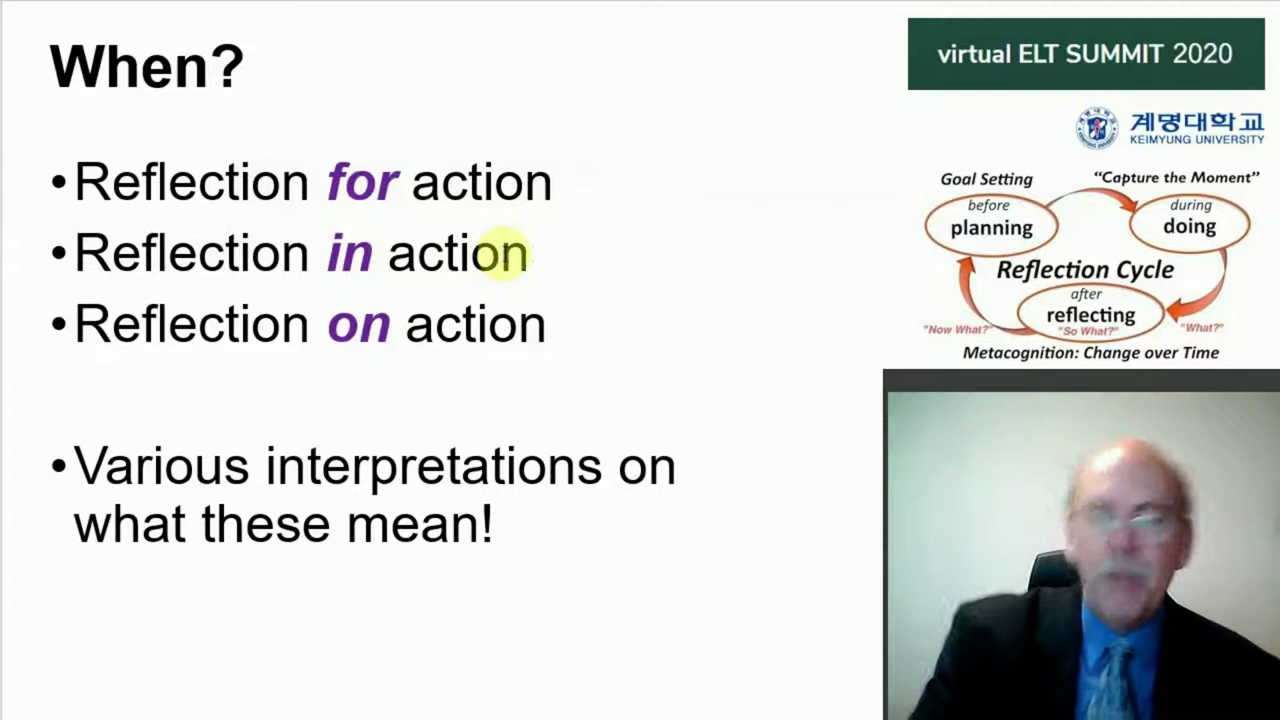 When?
•Reflection for action
•Reflection in action
•Reflection on action
•Various interpretations on
what these mean!
virtual ELT SUMMIT 2020
계명대학교
KEIMYUNG UNIVERSITY
Goal Setting
“Capture the Moment”
before
planning
during
doing
Reflection Cycle
after
reflecting
"Now What?"
"So What?"
"What?"
Metacognition: Change over Time